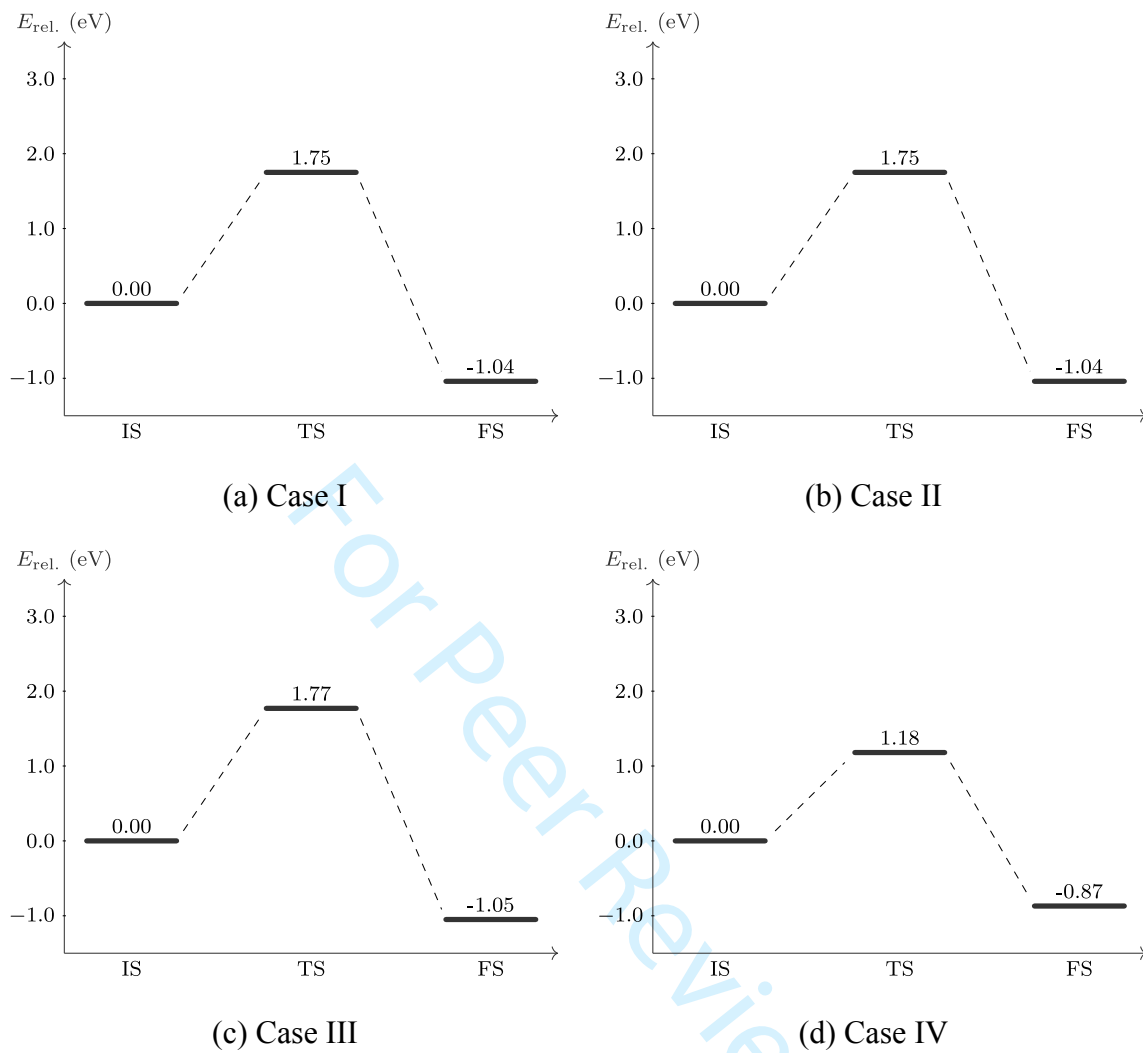 E_rel. (eV)
3.0
2.0
1.0
0.0
−1.0
0.00
1.75
-1.04
IS TS FS
(a) Case I
E_rel. (eV)
3.0
2.0
1.0
0.0
−1.0
0.00
1.75
-1.04
IS TS FS
(b) Case II
E_rel. (eV)
3.0
2.0
1.0
0.0
−1.0
0.00
1.77
-1.05
IS TS FS
(c) Case III
E_rel. (eV)
3.0
2.0
1.0
0.0
−1.0
0.00
1.18
-0.87
IS TS FS
(d) Case IV
For Peer Review